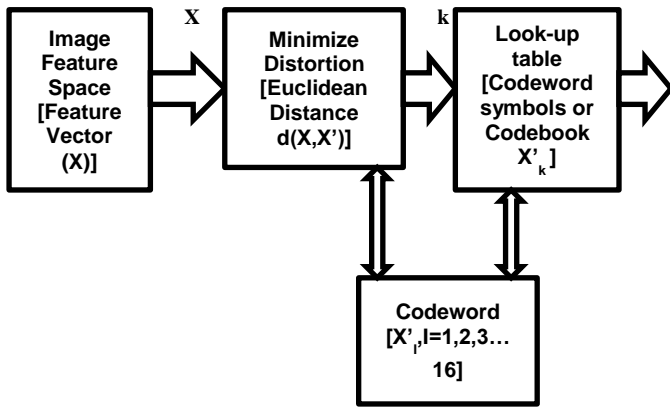 X
k
Image
Feature
Space
[Feature
Vector
(X)]
Minimize
Distortion
[Euclidean
Distance
d(X,X’)]
Look-up
table
[Codeword
symbols or
Codebook
X’k]
Codeword
[X’l,l=1,2,3…
16]